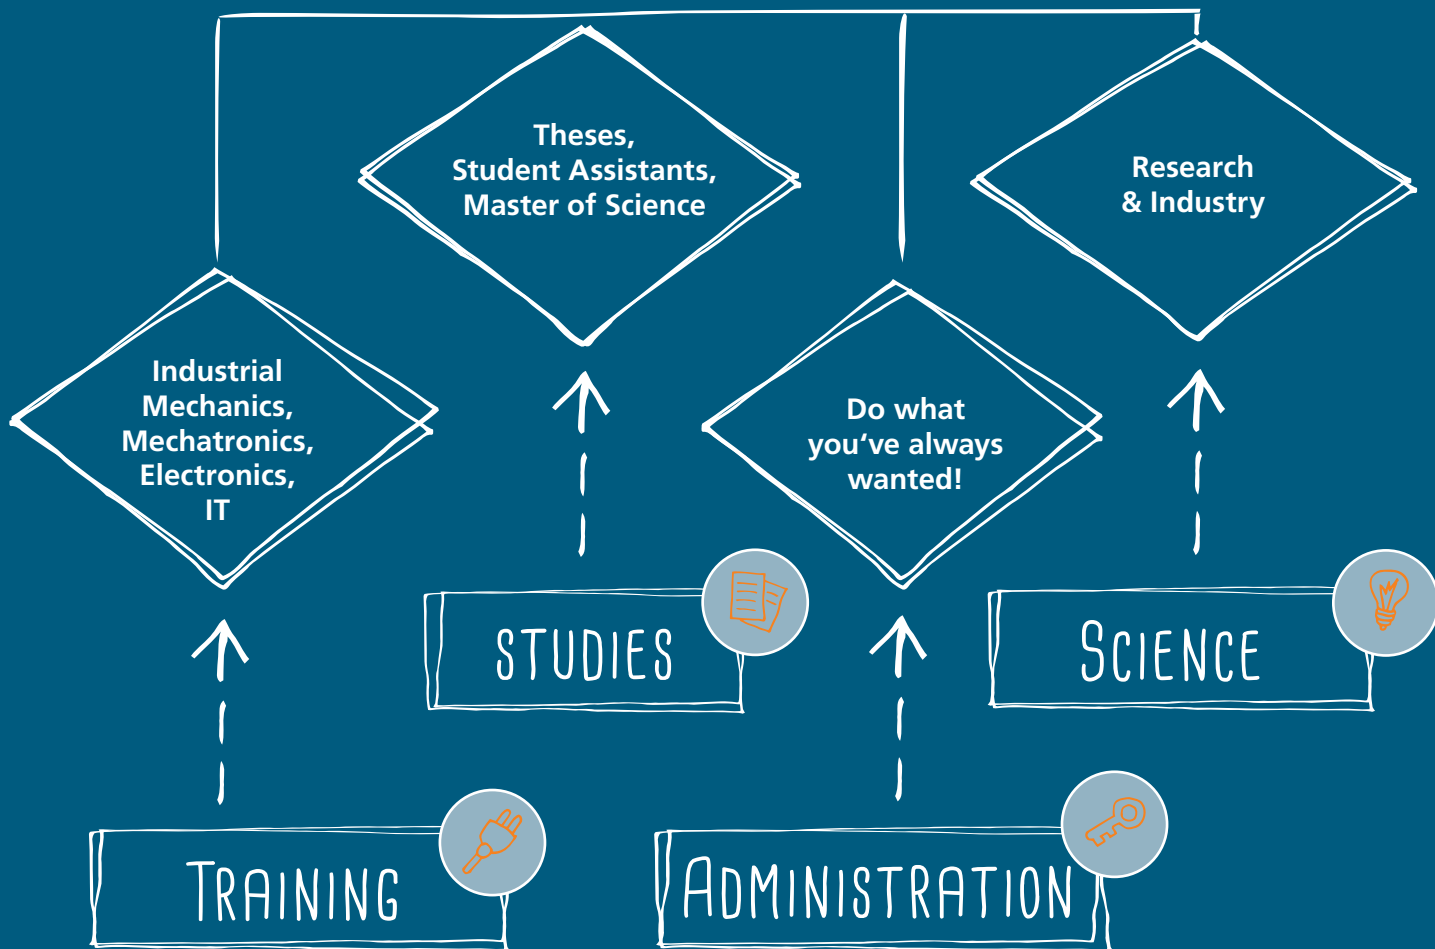 Theses,
Student Assistants,
Master of Science
Research
& Industry
Industrial
Mechanics,
Mechatronics,
Electronics,
IT
Do what
you‘ve always
wanted!
STUDIES
SCIENCE
TRAINING
ADMINISTRATION